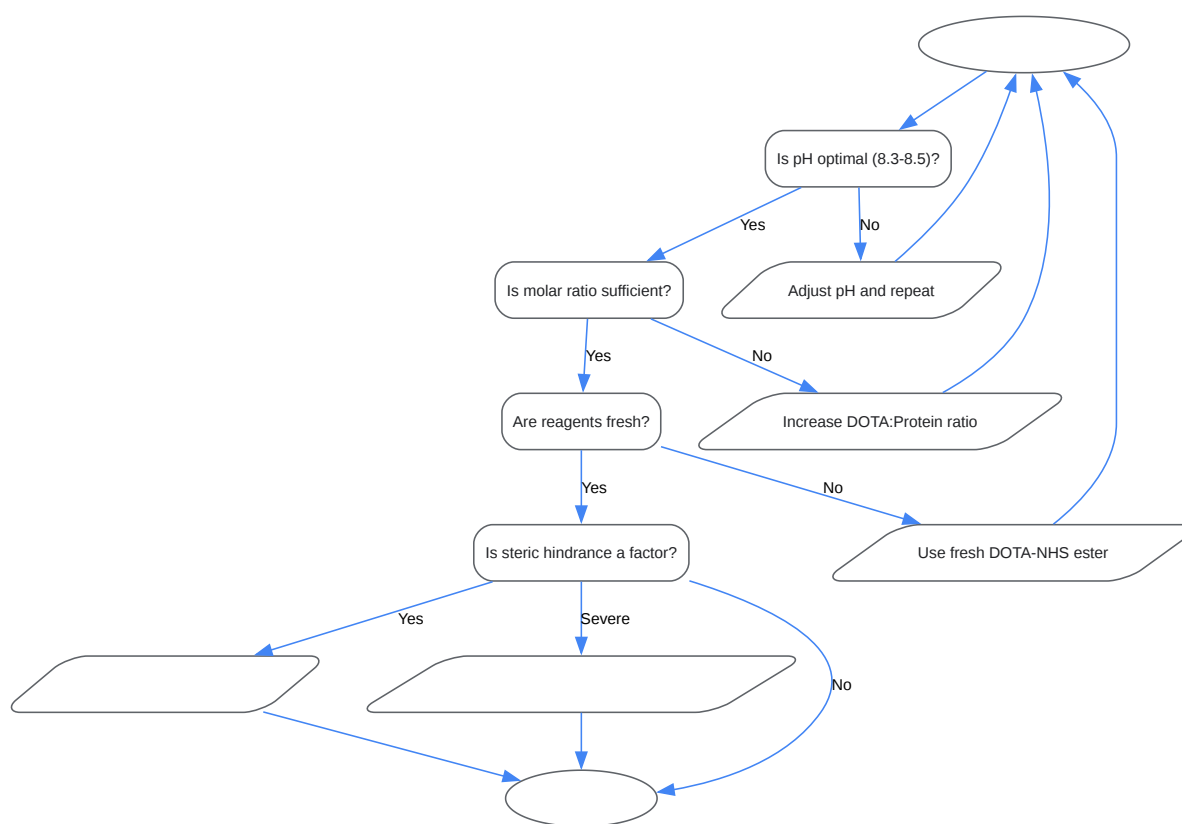 Is pH optimal (8.3-8.5)?
Yes
No
Is molar ratio sufficient?
Adjust pH and repeat
Yes
No
Are reagents fresh?
Increase DOTA:Protein ratio
Yes
No
Is steric hindrance a factor?
Use fresh DOTA-NHS ester
Yes
Severe
No